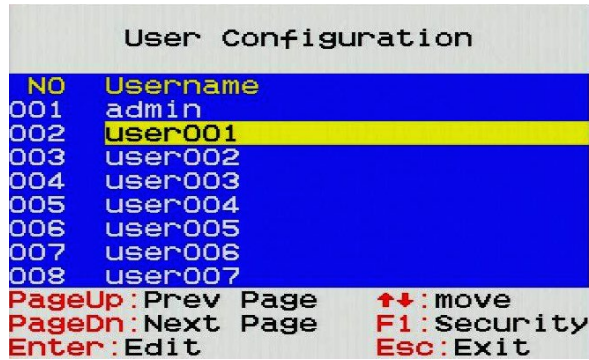 User Configuration
NO Username
001 admin
002 user001
003 user002
004 user003
005 user004
006 user005
007 user006
008 user007
PageUp:Prev Page ↑↓:move
PageDn:Next Page F1:Security
Enter:Edit Esc:Exit